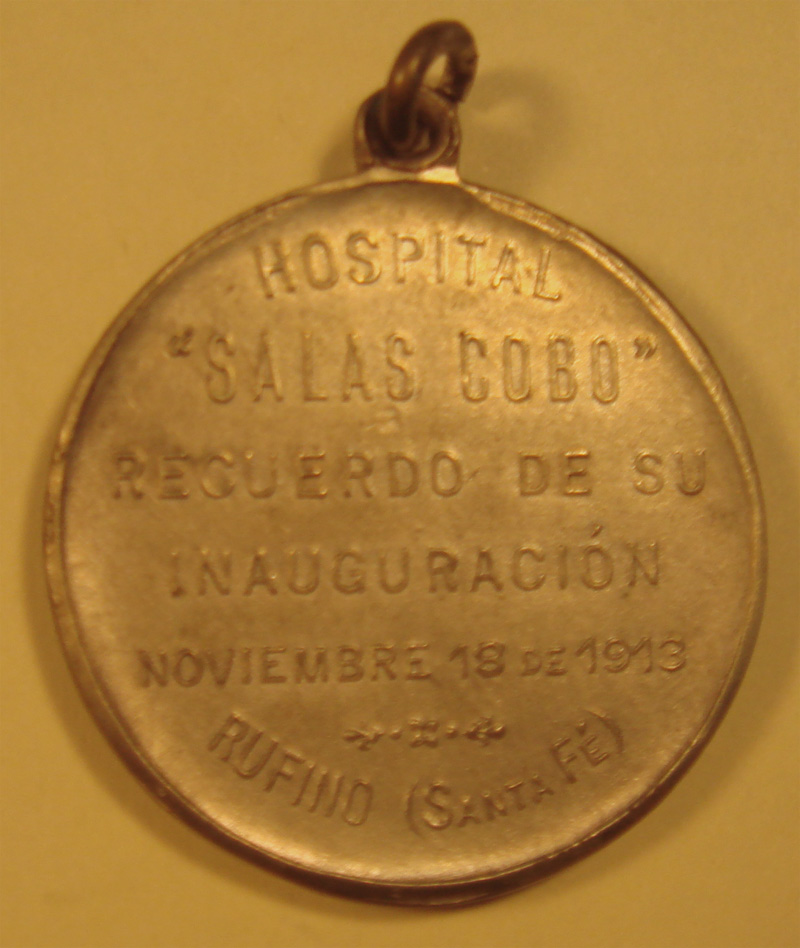 HOSPITAL
"SALAS COBO"
RECUERDO DE SU
INAUGURACIÓN
NOVIEMBRE 18 DE 1913
RUFINO (SANTA FÉ)